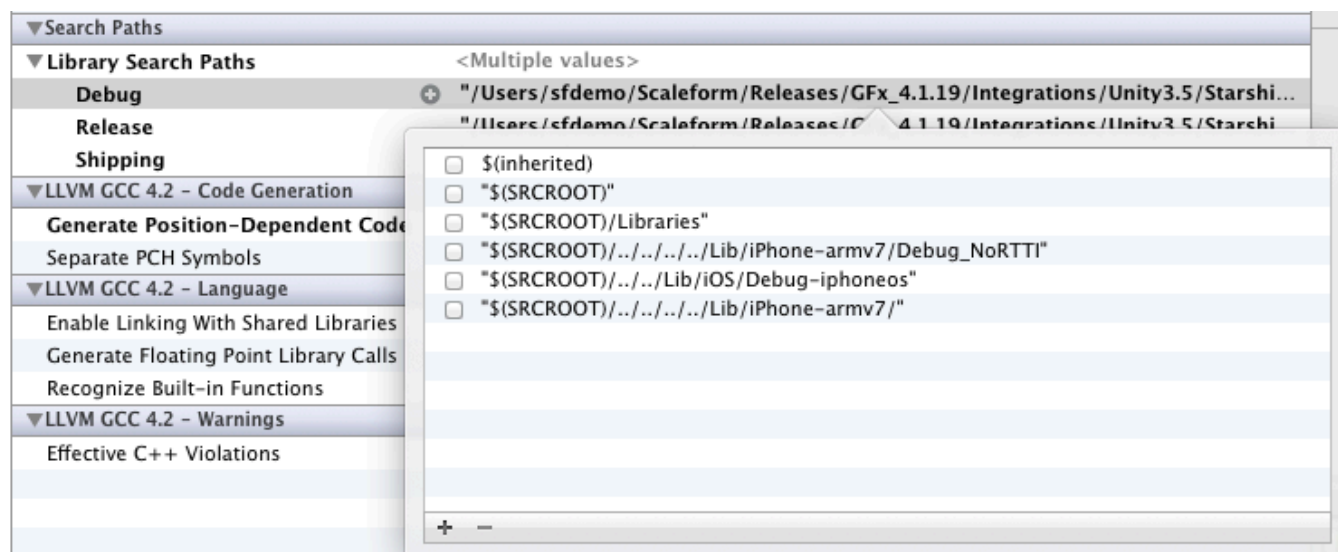 Search Paths
Library Search Paths <Multiple values>
Debug "/Users/sfdemo/Scaleform/Releases/GFx_4.1.19/Integrations/Unity3.5/Starshi...
Release "/Users/sfdemo/Scaleform/Releases/G 4.1.19/Integrations/Unity3.5/Starshi
Shipping
$(inherited)
"$(SRCROOT)"
"$(SRCROOT)/Libraries"
"$(SRCROOT)/../../../../Lib/iPhone-armv7/Debug_NoRTTI"
"$(SRCROOT)/../../Lib/iOS/Debug-iphoneos"
"$(SRCROOT)/../../../../Lib/iPhone-armv7/"
LLVM GCC 4.2 - Code Generation
Generate Position-Dependent Code
Separate PCH Symbols
LLVM GCC 4.2 - Language
Enable Linking With Shared Libraries
Generate Floating Point Library Calls
Recognize Built-in Functions
LLVM GCC 4.2 - Warnings
Effective C++ Violations